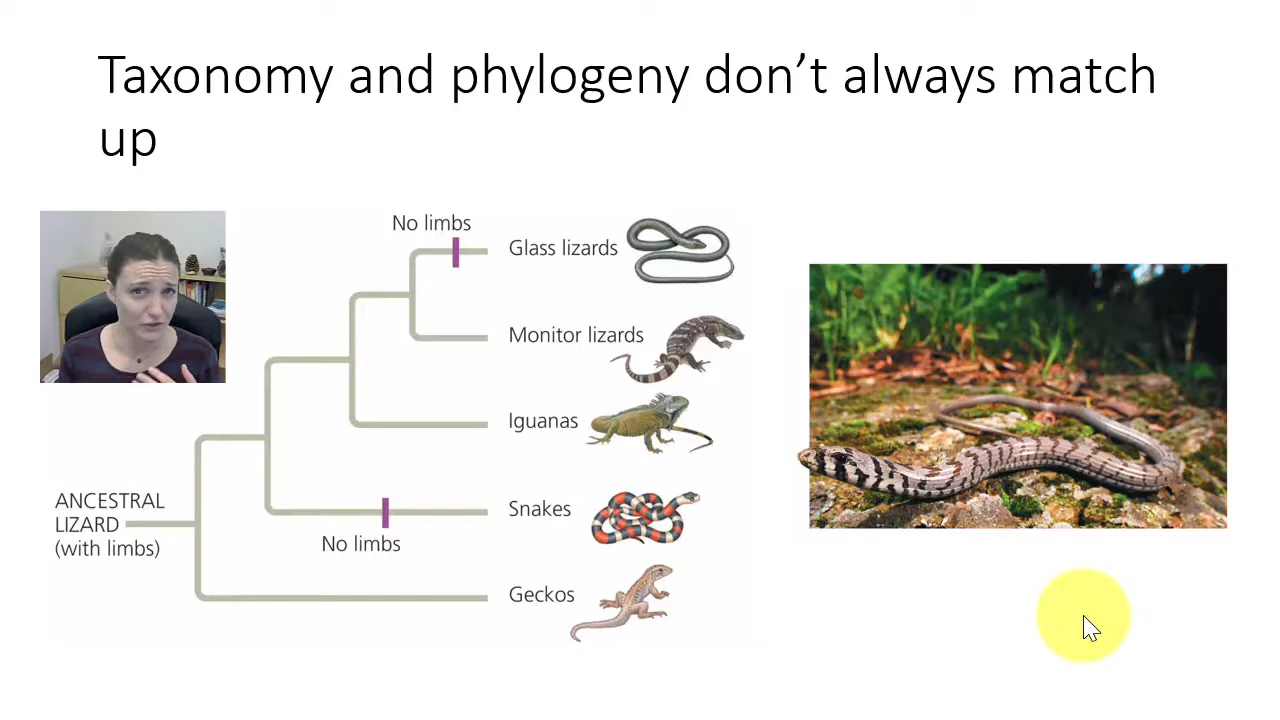 Taxonomy and phylogeny don’t always match
up
No limbs
Glass lizards
Monitor lizards
Iguanas
ANCESTRAL
LIZARD
(with limbs)
Snakes
No limbs
Geckos